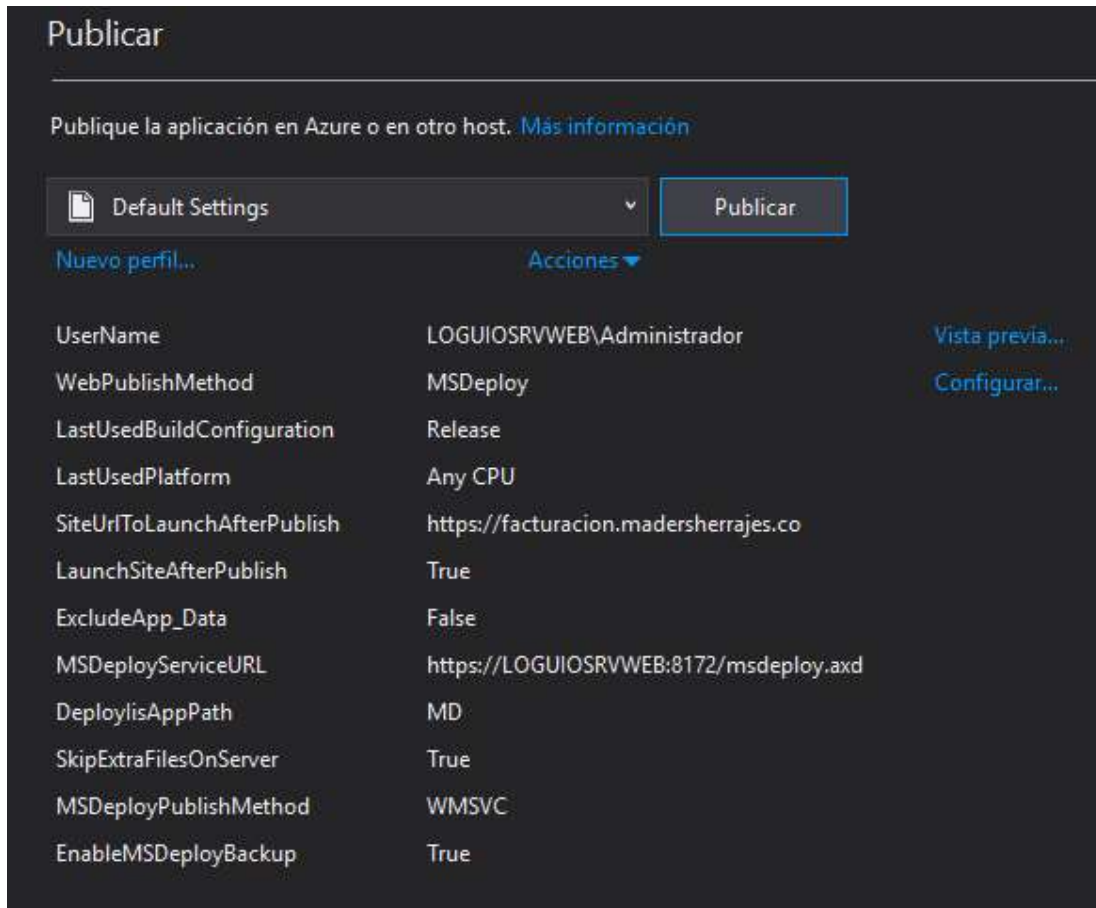 Publicar
Publique la aplicación en Azure o en otro host. Más información
Default Settings Publicar
Nuevo perfil... Acciones
UserName LOGUIOSRVWEB\Administrador Vista previa...
WebPublishMethod MSDeploy Configurar...
LastUsedBuildConfiguration Release
LastUsedPlatform Any CPU
SiteUrlToLaunchAfterPublish https://facturacion.madersherrajes.co
LaunchSiteAfterPublish True
ExcludeApp_Data False
MSDeployServiceURL https://LOGUIOSRVWEB:8172/msdeploy.axd
DeployIisAppPath MD
SkipExtraFilesOnServer True
MSDeployPublishMethod WMSVC
EnableMSDeployBackup True